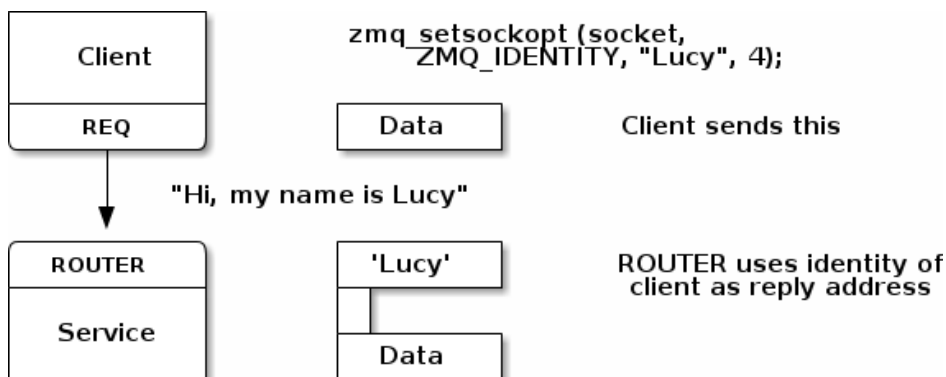 Client
zmq_setsockopt (socket,
ZMQ_IDENTITY, "Lucy", 4);
REQ
Data
Client sends this
"Hi, my name is Lucy"
ROUTER
'Lucy'
ROUTER uses identity of
client as reply address
Service
Data